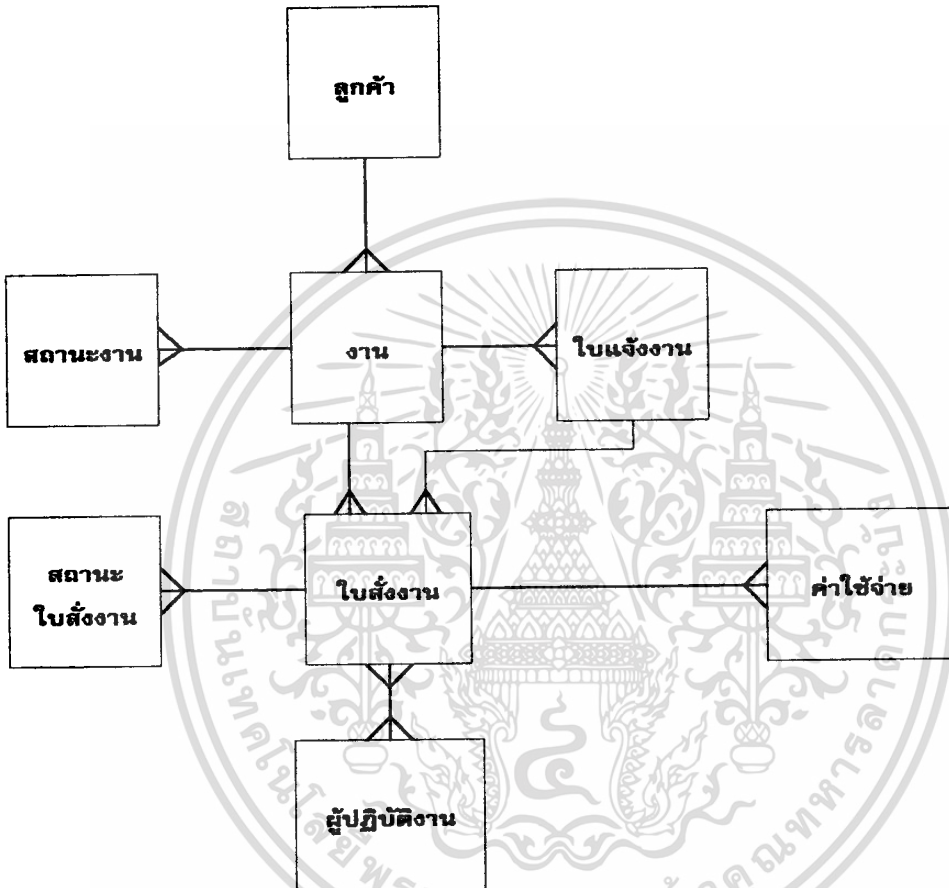 ลูกค้า
สถานะงาน
งาน
ใบแจ้งงาน
สถานะ
ใบสั่งงาน
ใบสั่งงาน
ค่าใช้จ่าย
ผู้ปฏิบัติงาน